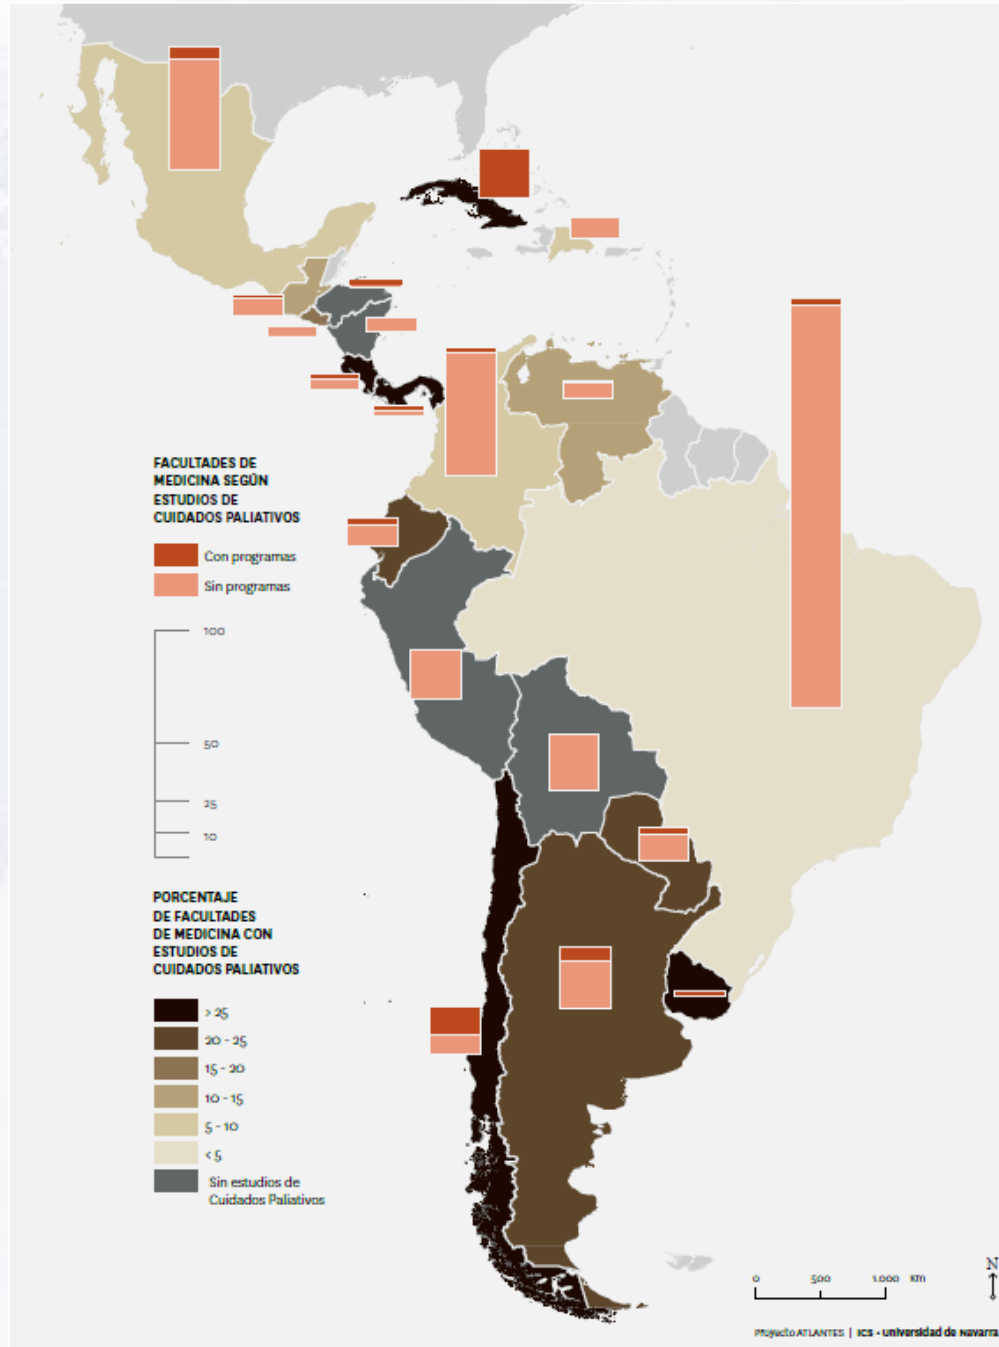 FACULTADES DE
MEDICINA SEGÚN
ESTUDIOS DE
CUIDADOS PALIATIVOS
Con programas
Sin programas
100
50
25
10
PORCENTAJE
DE FACULTADES
DE MEDICINA CON
ESTUDIOS DE
CUIDADOS PALIATIVOS
> 25
20 - 25
15 - 20
10 - 15
5 - 10
< 5
Sin estudios de
Cuidados Paliativos
N
0 500 1.000 Km
Proyecto ATLANTES | ICS - Universidad de Navarra